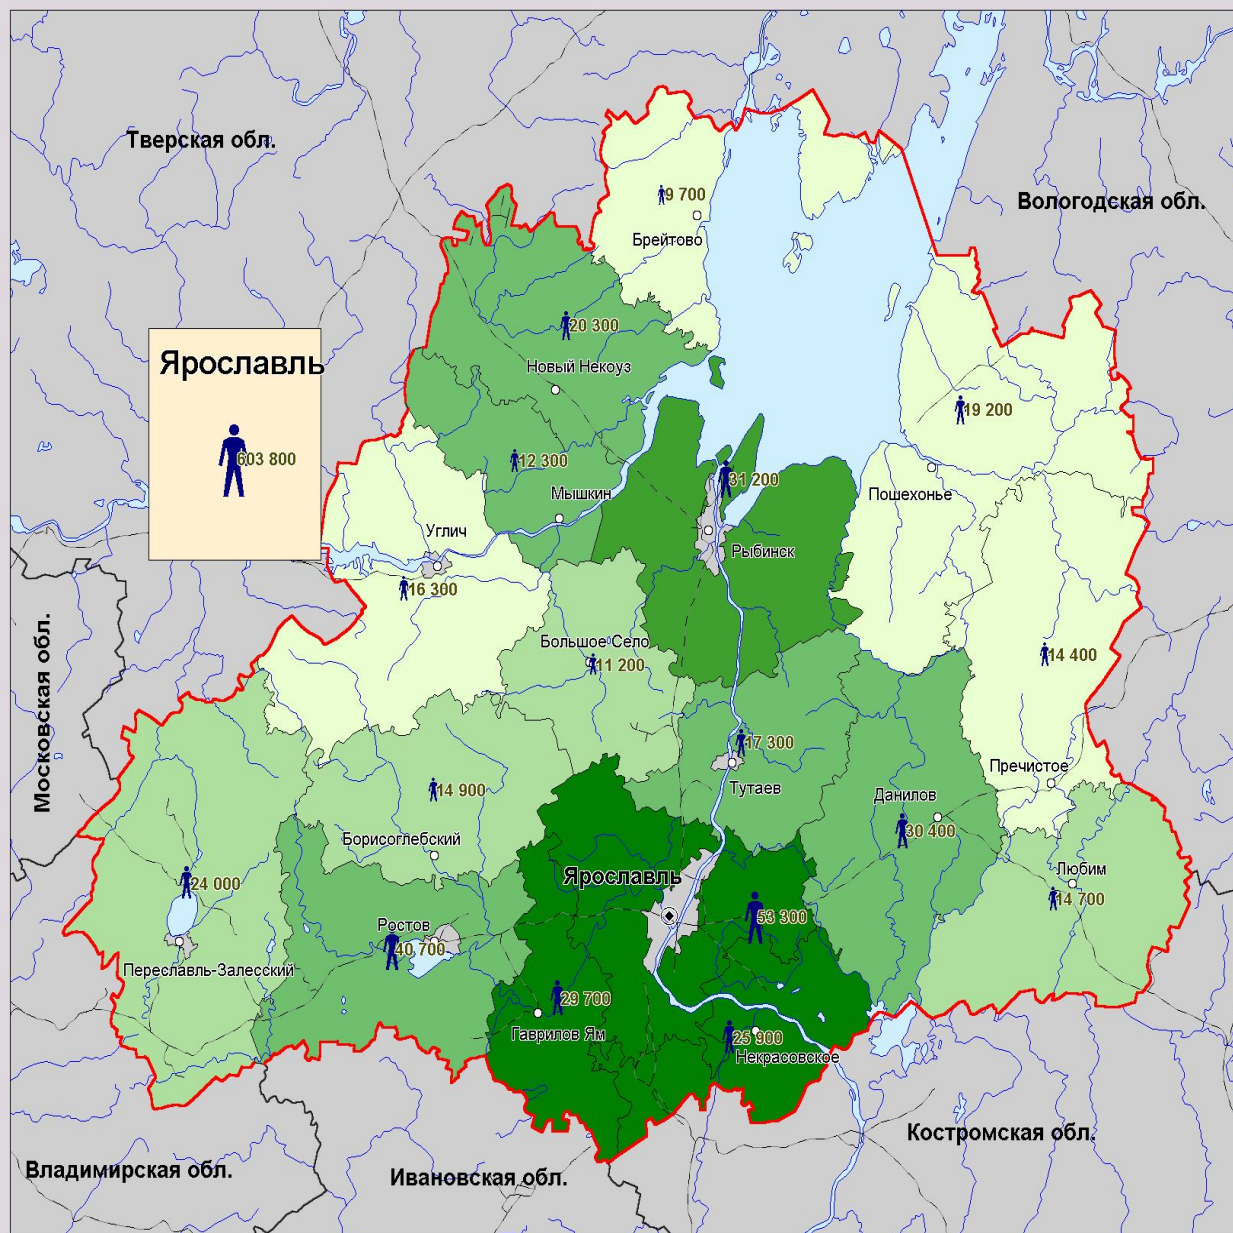 Тверская обл.
Вологодская обл.
9 700
Брейтово
20 300
Новый Некоуз
Ярославль
603 800
19 200
12 300
Мышкин
31 200
Пошехонье
Углич
Рыбинск
16 300
Московская обл.
Большое Село
11 200
14 400
17 300
Тутаев
Пречистое
14 900
Данилов
30 400
Борисоглебский
Любим
14 700
24 000
Ярославль
53 300
Ростов
40 700
Переславль-Залесский
29 700
Гаврилов Ям
25 900
Некрасовское
Костромская обл.
Владимирская обл.
Ивановская обл.